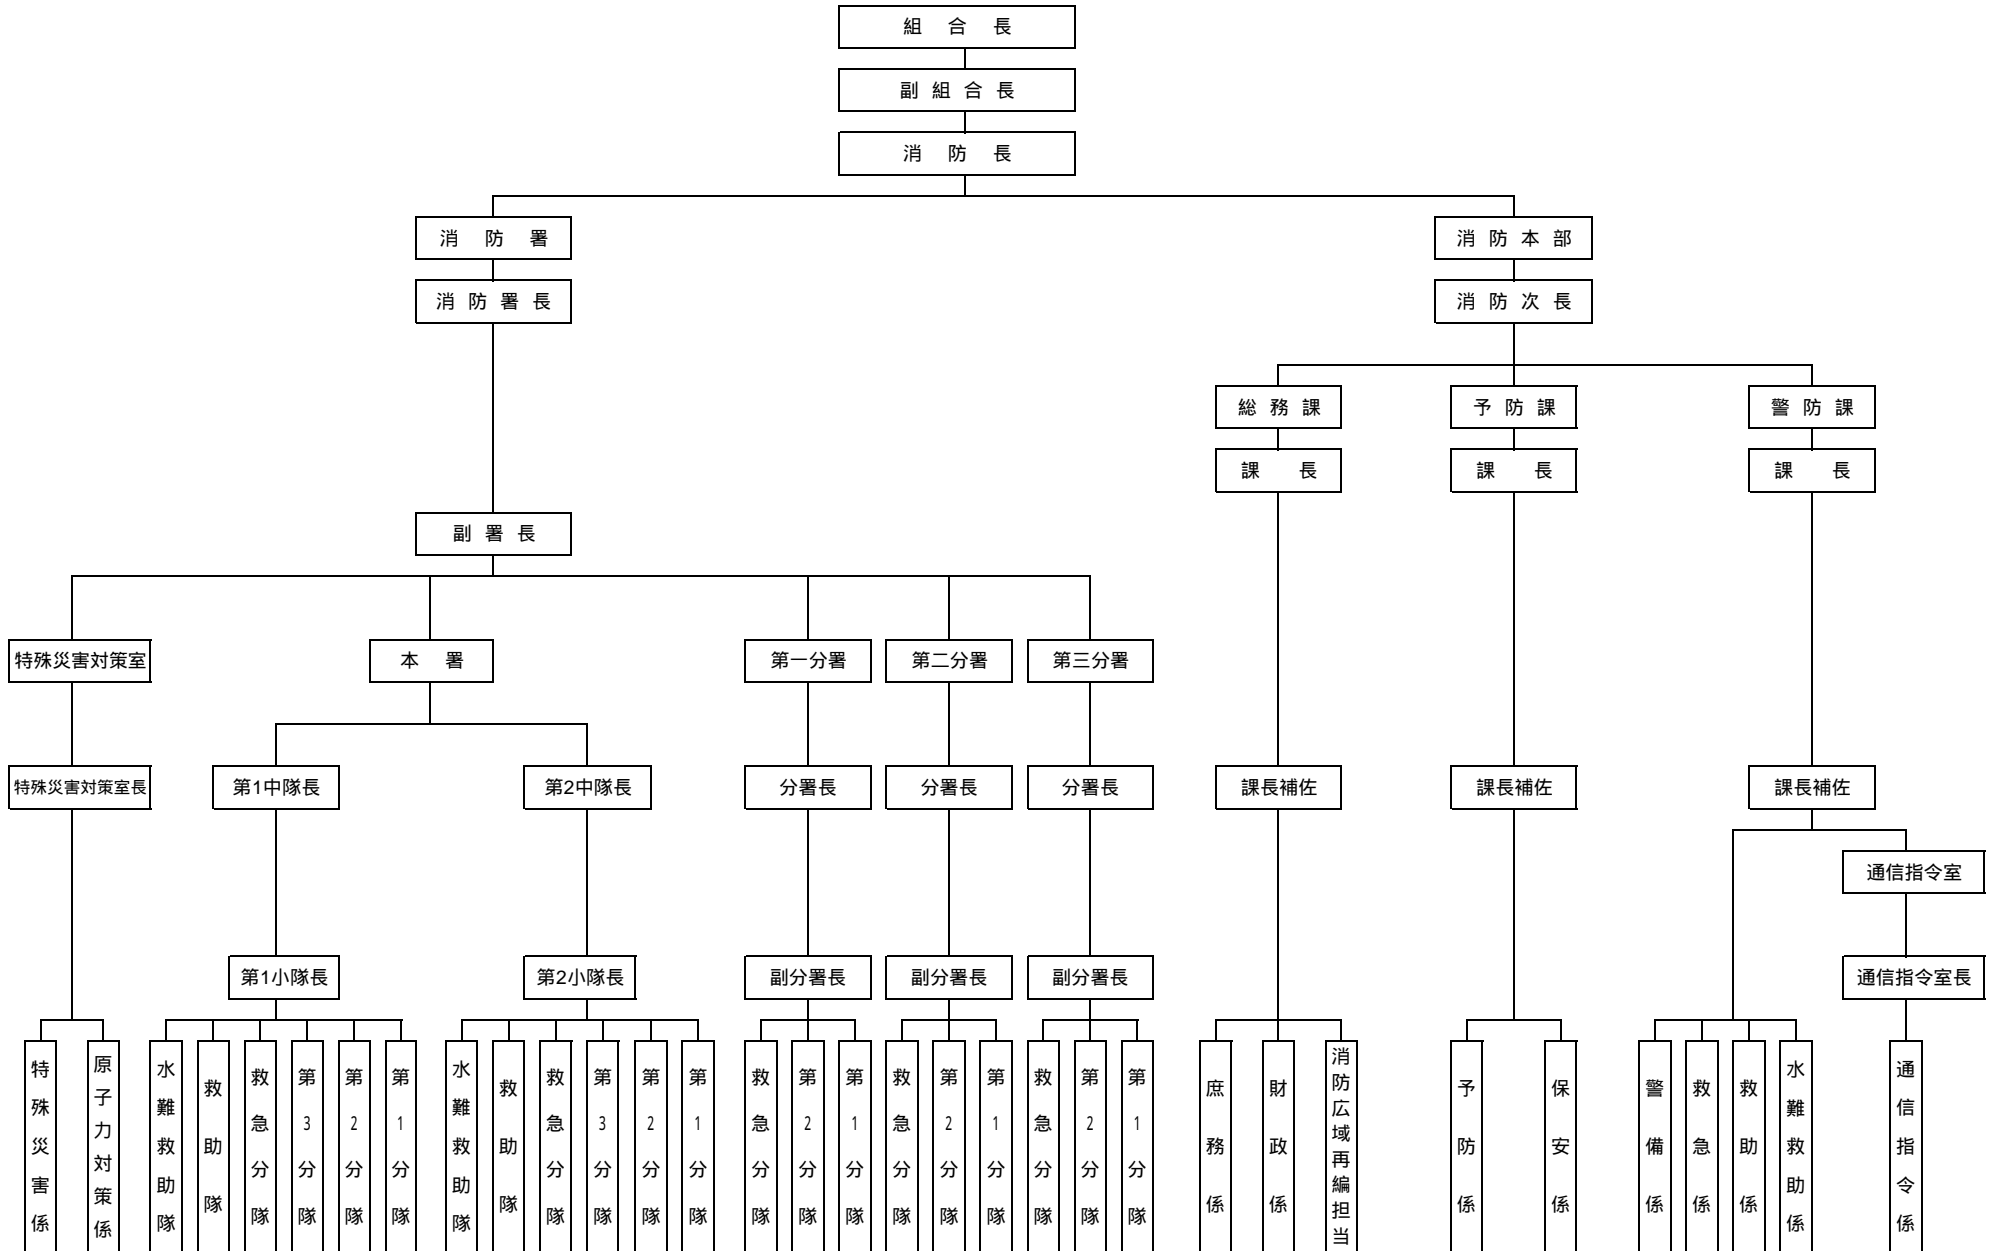 組合長
副組合長
消防長
消防署
消防本部
消防署長
消防次長
総務課
予防課
警防課
課長
課長
課長
副署長
特殊災害対策室
本署
第一分署
第二分署
第三分署
特殊災害対策室長
第1中隊長
第2中隊長
分署長
分署長
分署長
課長補佐
課長補佐
課長補佐
通信指令室
第1小隊長
第2小隊長
副分署長
副分署長
副分署長
通信指令室長
特殊災害係
原子力対策係
水難救助隊
救助隊
救急分隊
第3分隊
第2分隊
第1分隊
水難救助隊
救助隊
救急分隊
第3分隊
第2分隊
第1分隊
救急分隊
第2分隊
第1分隊
救急分隊
第2分隊
第1分隊
救急分隊
第2分隊
第1分隊
庶務係
財政係
消防広域再編担当
予防係
保安係
警備係
救急係
救助係
水難救助係
通信指令係